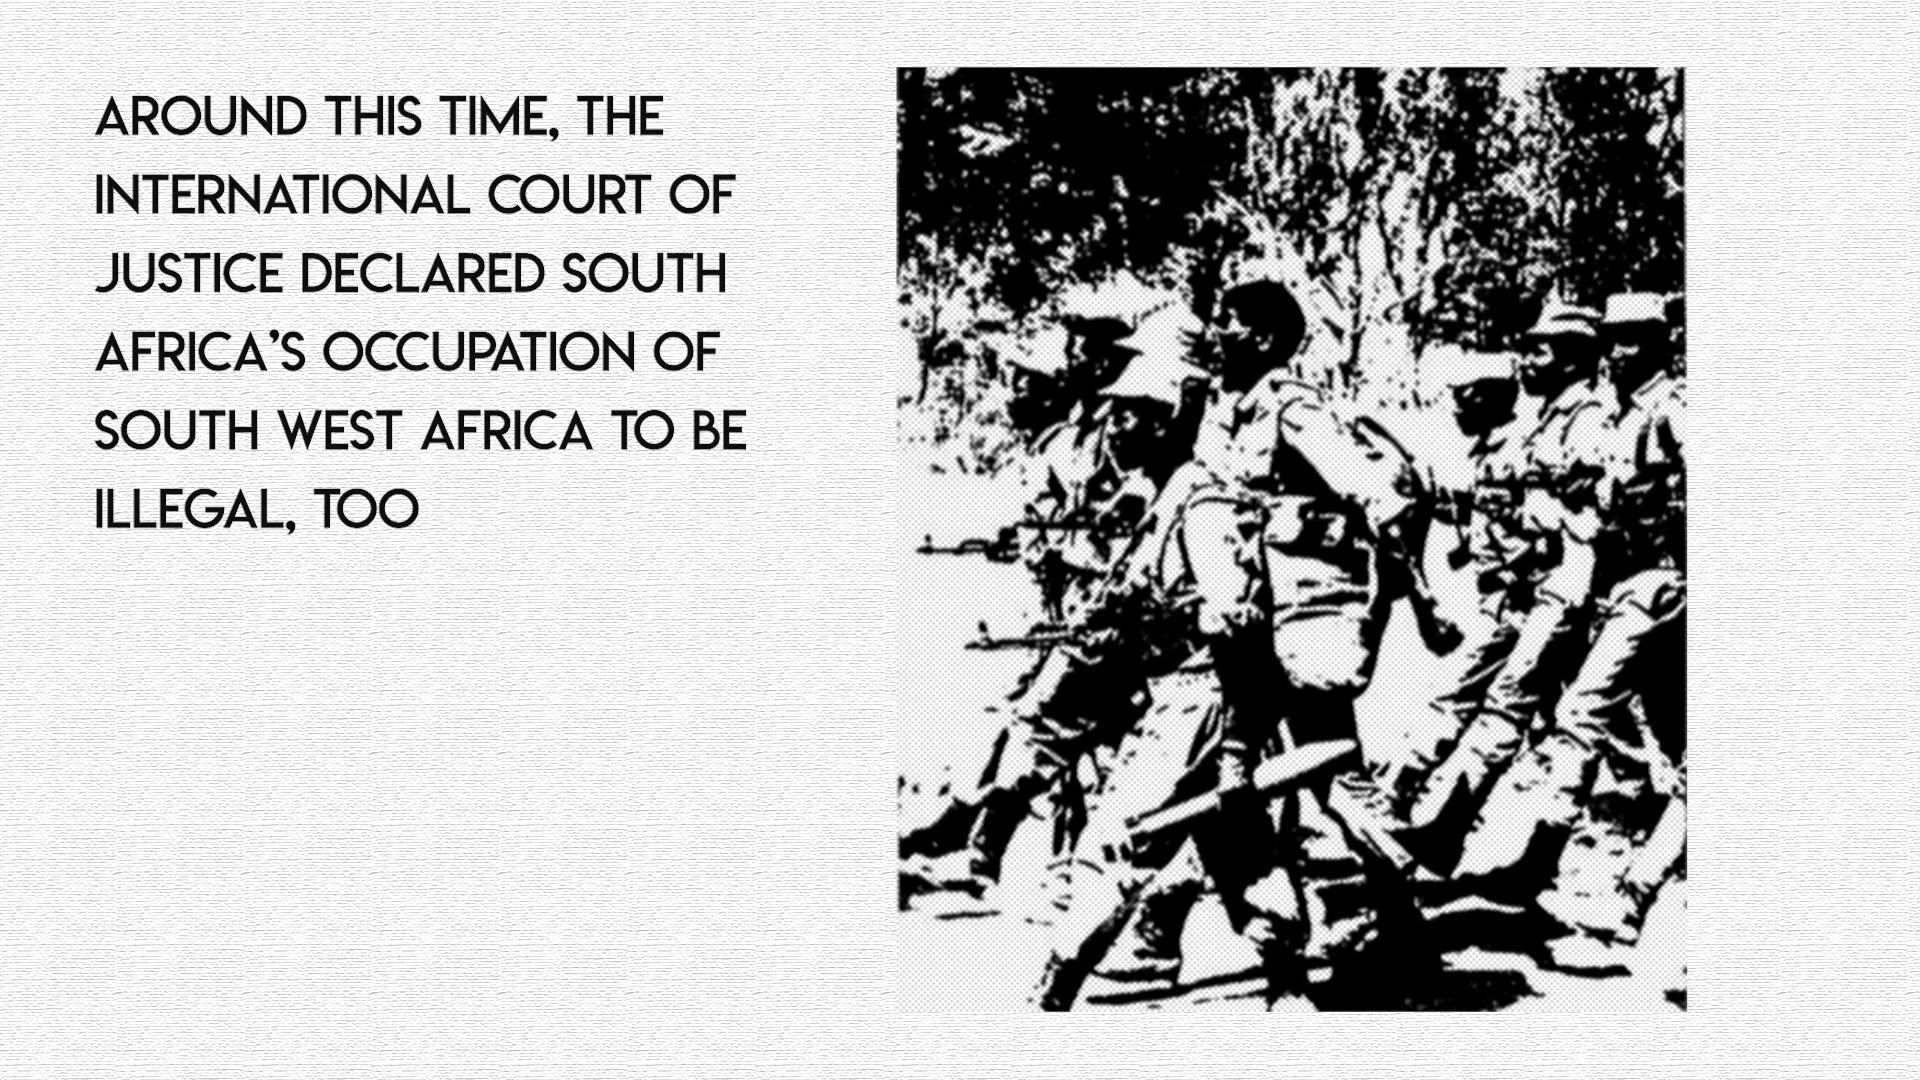 AROUND THIS TIME, THE
INTERNATIONAL COURT OF
JUSTICE DECLARED SOUTH
AFRICA’S OCCUPATION OF
SOUTH WEST AFRICA TO BE
ILLEGAL, TOO